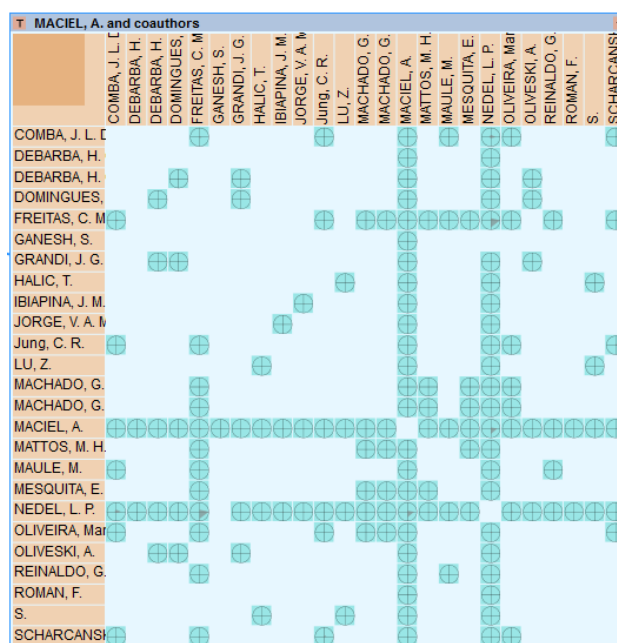 T MACIEL, A. and coauthors
COMBA, J. L. D
DEBARBA, H.
DEBARBA, H.
DOMINGUES,
FREITAS, C. M
GANESH, S.
GRANDI, J. G.
HALIC, T.
IBIAPINA, J. M.
JORGE, V. A. M
Jung, C. R.
LU, Z.
MACHADO, G.
MACHADO, G.
MACIEL, A.
MATTOS, M. H.
MAULE, M.
MESQUITA, E.
NEDEL, L. P.
OLIVEIRA, Mar
OLIVESKI, A.
REINALDO, G.
ROMAN, F.
S.
SCHARCANSK
COMBA, J. L. D
DEBARBA, H.
DEBARBA, H.
DOMINGUES,
FREITAS, C. M
GANESH, S.
GRANDI, J. G.
HALIC, T.
IBIAPINA, J. M.
JORGE, V. A. M
Jung, C. R.
LU, Z.
MACHADO, G.
MACHADO, G.
MACIEL, A.
MATTOS, M. H.
MAULE, M.
MESQUITA, E.
NEDEL, L. P.
OLIVEIRA, Mar
OLIVESKI, A.
REINALDO, G.
ROMAN, F.
S.
SCHARCANSK